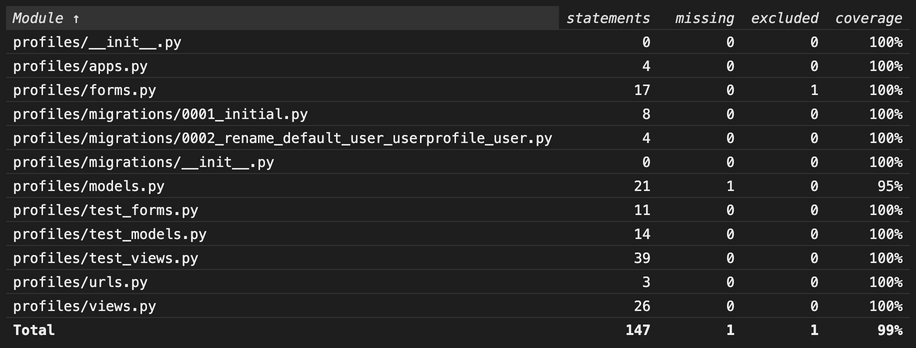 Module ↑ statements missing excluded coverage
profiles/__init__.py 0 0 0 100%
profiles/apps.py 4 0 0 100%
profiles/forms.py 17 0 1 100%
profiles/migrations/0001_initial.py 8 0 0 100%
profiles/migrations/0002_rename_default_user_userprofile_user.py 4 0 0 100%
profiles/migrations/__init__.py 0 0 0 100%
profiles/models.py 21 1 0 95%
profiles/test_forms.py 11 0 0 100%
profiles/test_models.py 14 0 0 100%
profiles/test_views.py 39 0 0 100%
profiles/urls.py 3 0 0 100%
profiles/views.py 26 0 0 100%
Total 147 1 1 99%